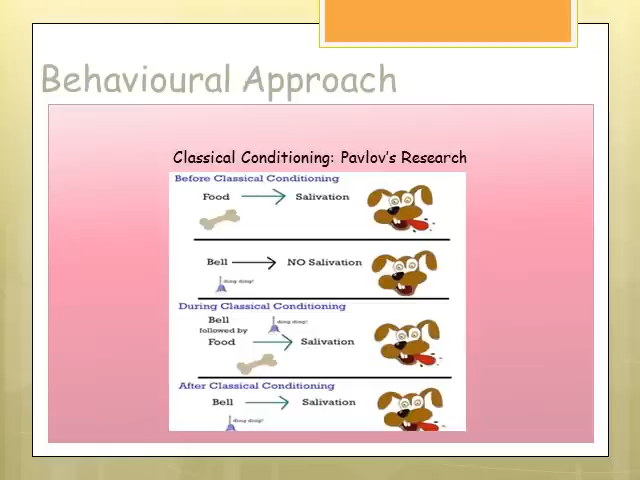 Behavioural Approach
Classical Conditioning: Pavlov's Research
Before Classical Conditioning
Food Salivation
Bell NO Salivation
ding ding!
During Classical Conditioning
Bell ding ding!
followed by
Food Salivation
After Classical Conditioning
Bell Salivation
ding ding!